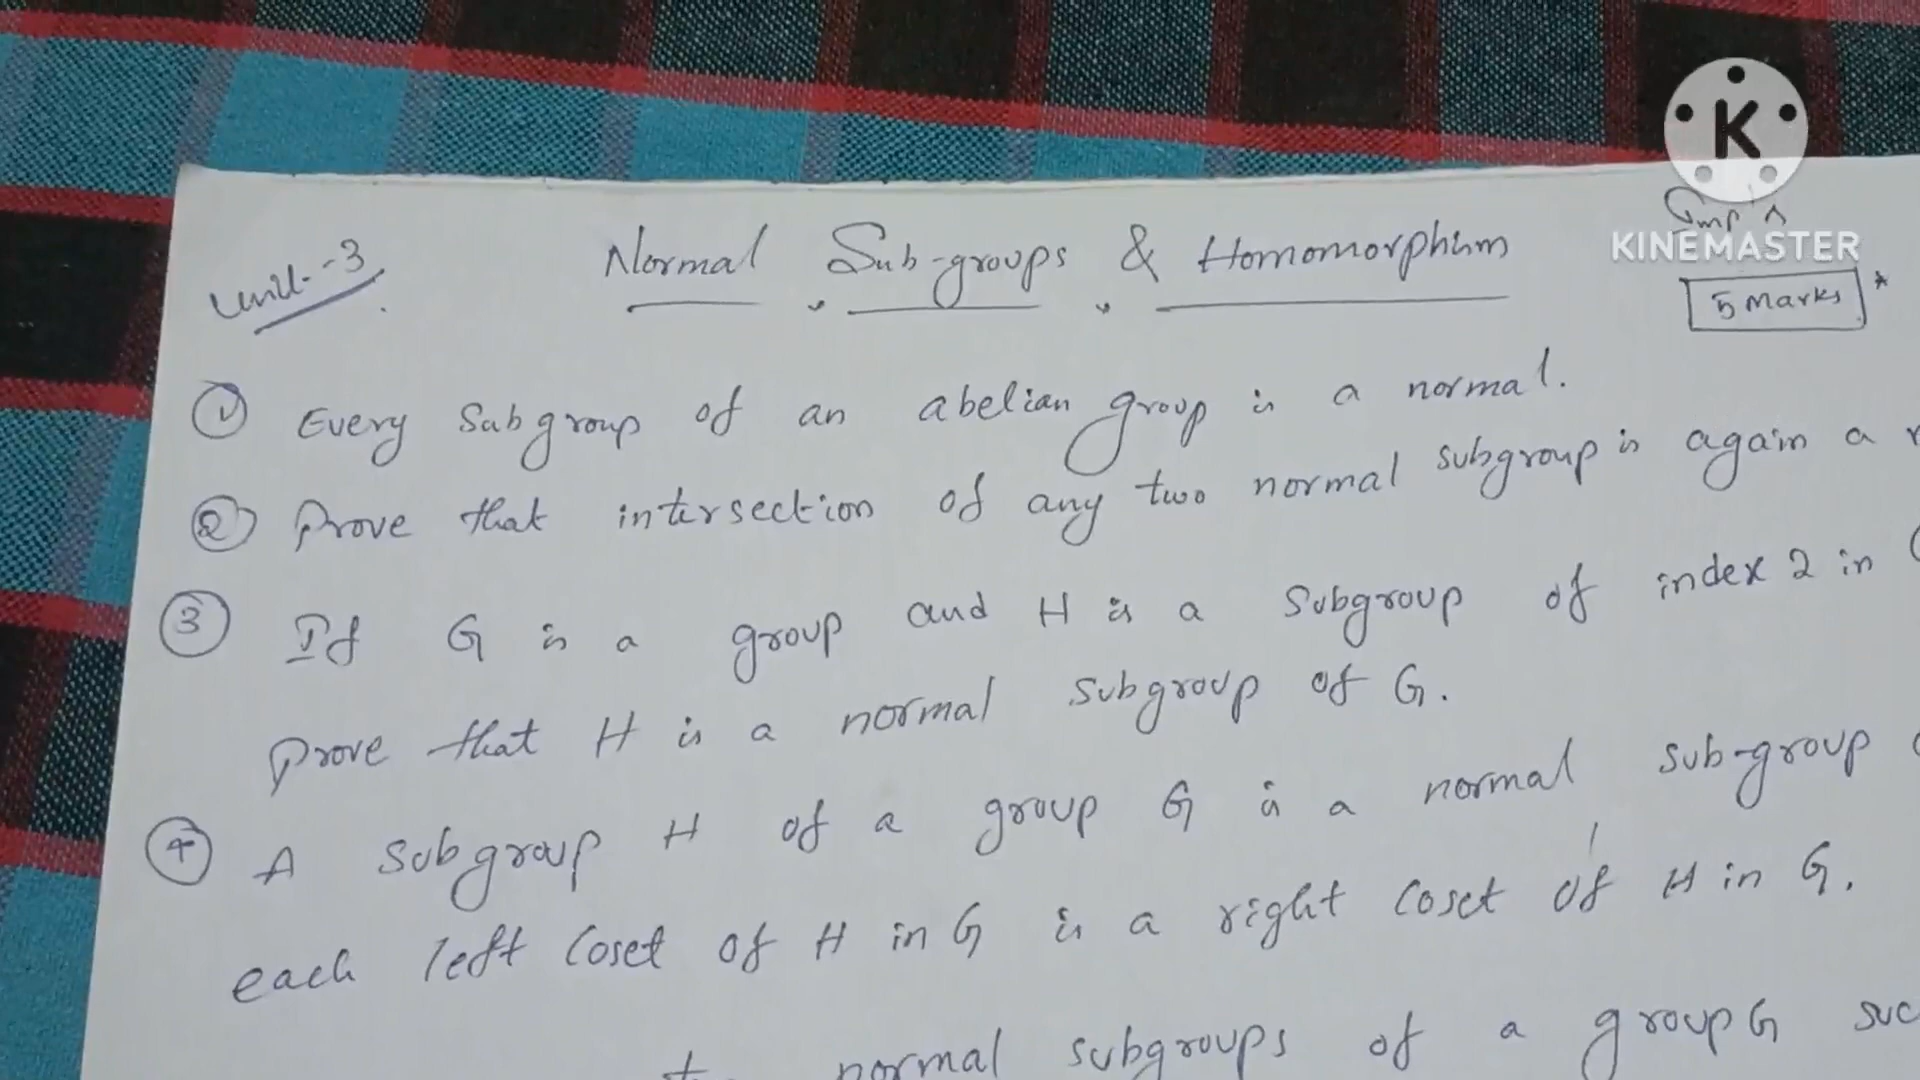 Unit-3
Normal Sub-groups & Homomorphism
Imp's
K
KINEMASTER
5 Marks *
① Every Subgroup of an abelian group is a normal.
② Prove that intersection of any two normal subgroup is again a
③ If G is a group and H is a Subgroup of index 2 in
Prove that H is a normal subgroup of G.
④ A subgroup H of a group G is a normal sub-group
each left Coset of H in G is a right Coset of H in G.
normal subgroups of a group G suc